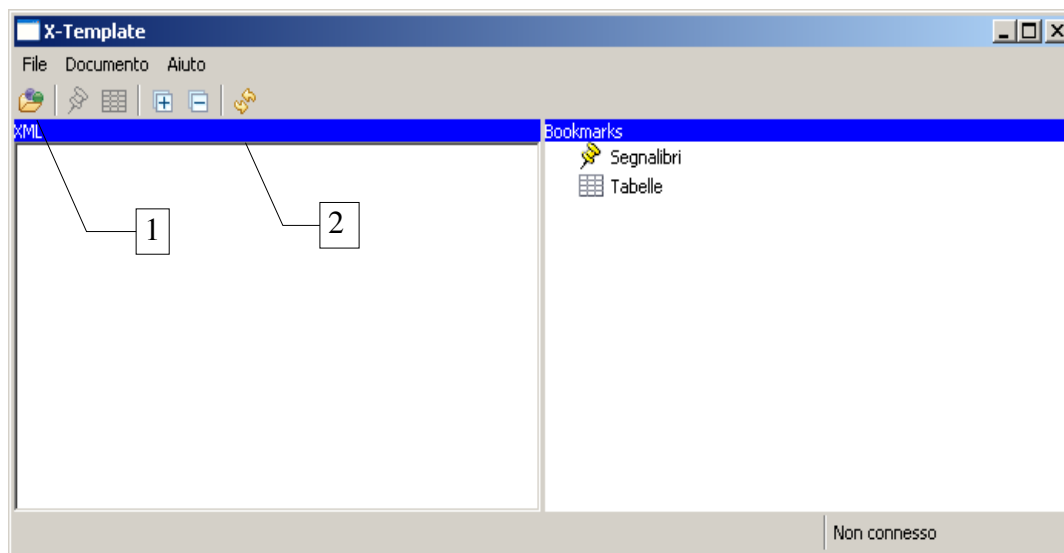 X-Template
File Documento Aiuto
XML
Bookmarks
Segnalibri
Tabelle
1
2
Non connesso